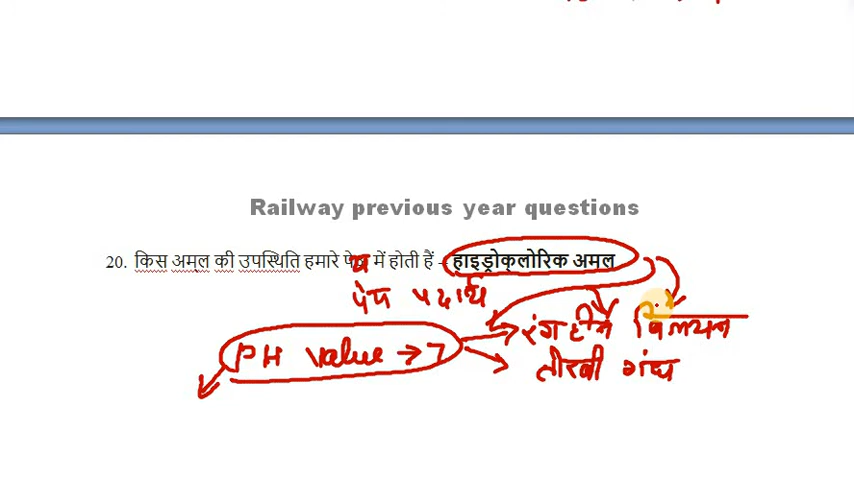 Railway previous year questions
20. किस अम्ल की उपस्थिति हमारे में होती हैं - हाइड्रोक्लोरिक अमल
पेय पदार्थ
रंगहीन विलयन
PH value → 7
तीखी गंध